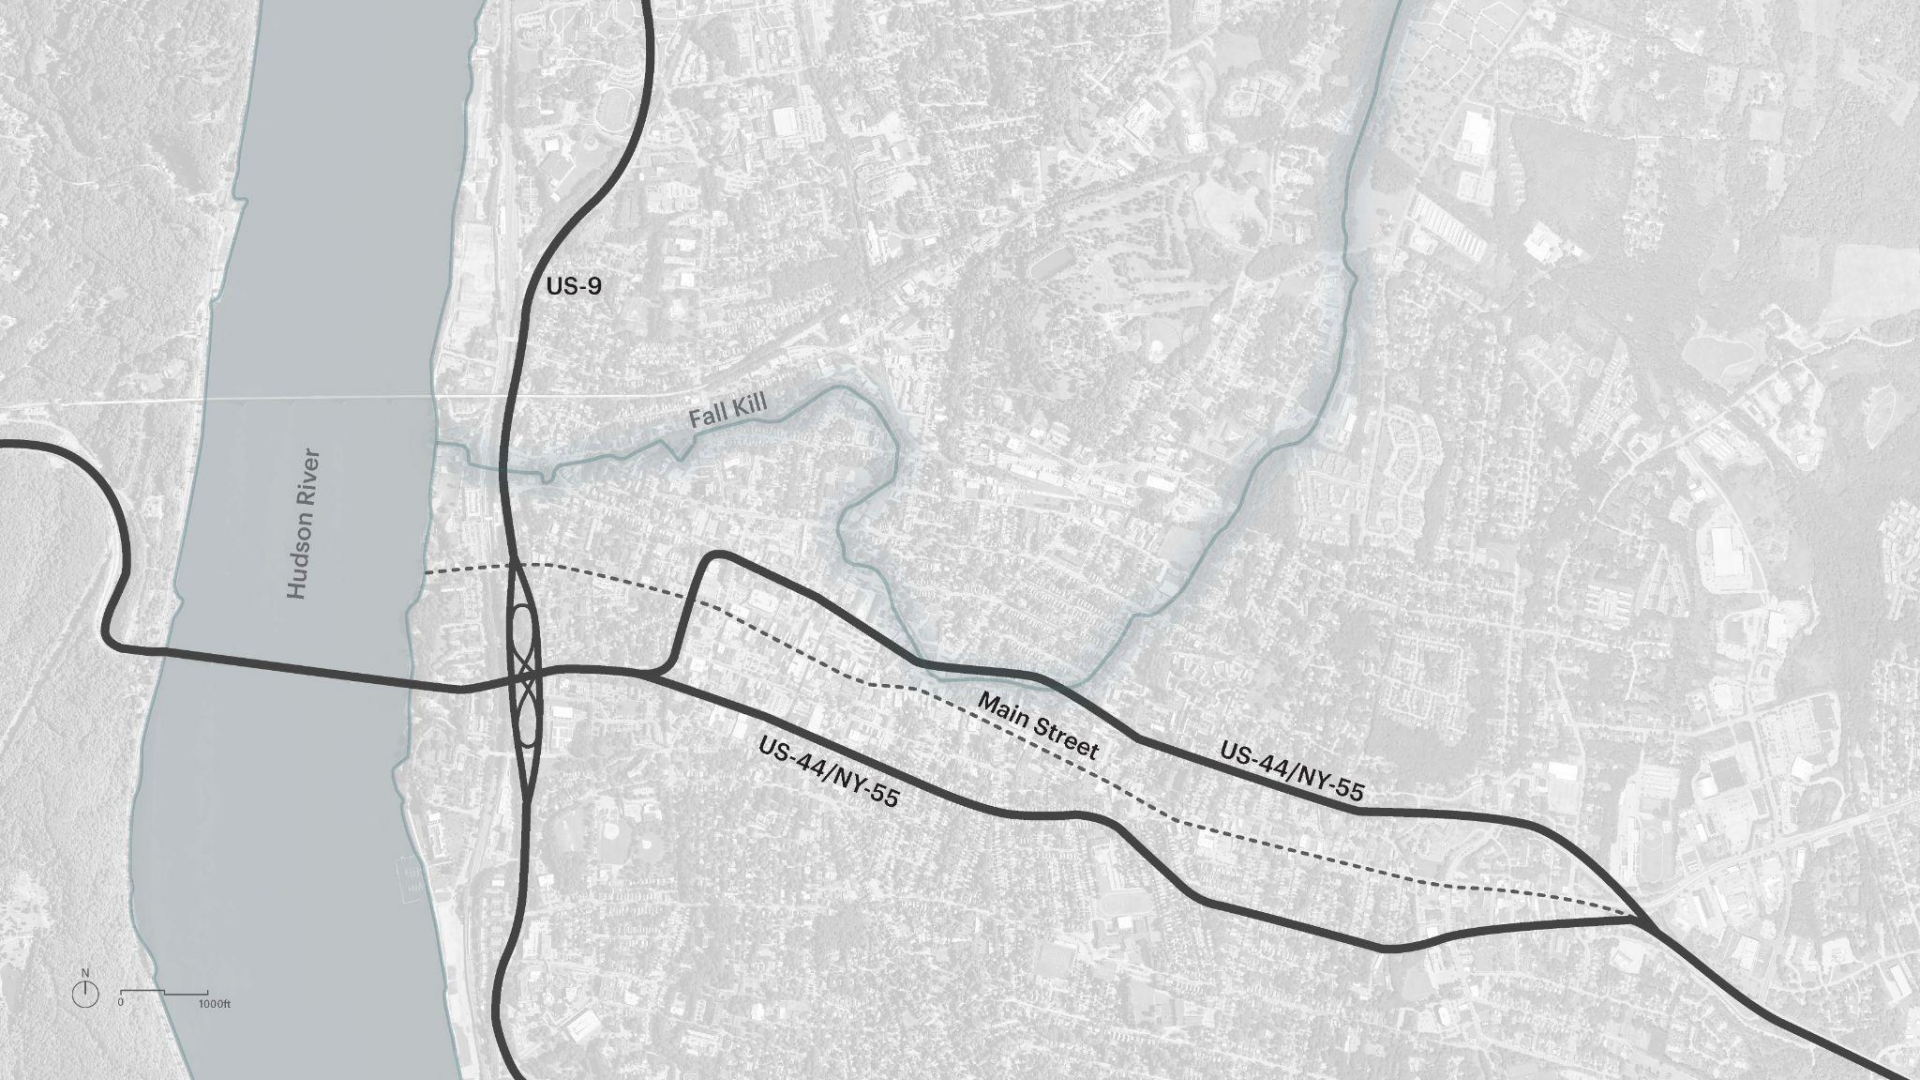 US-9
Fall Kill
Hudson River
Main Street
US-44/NY-55
US-44/NY-55
N
0
1000ft